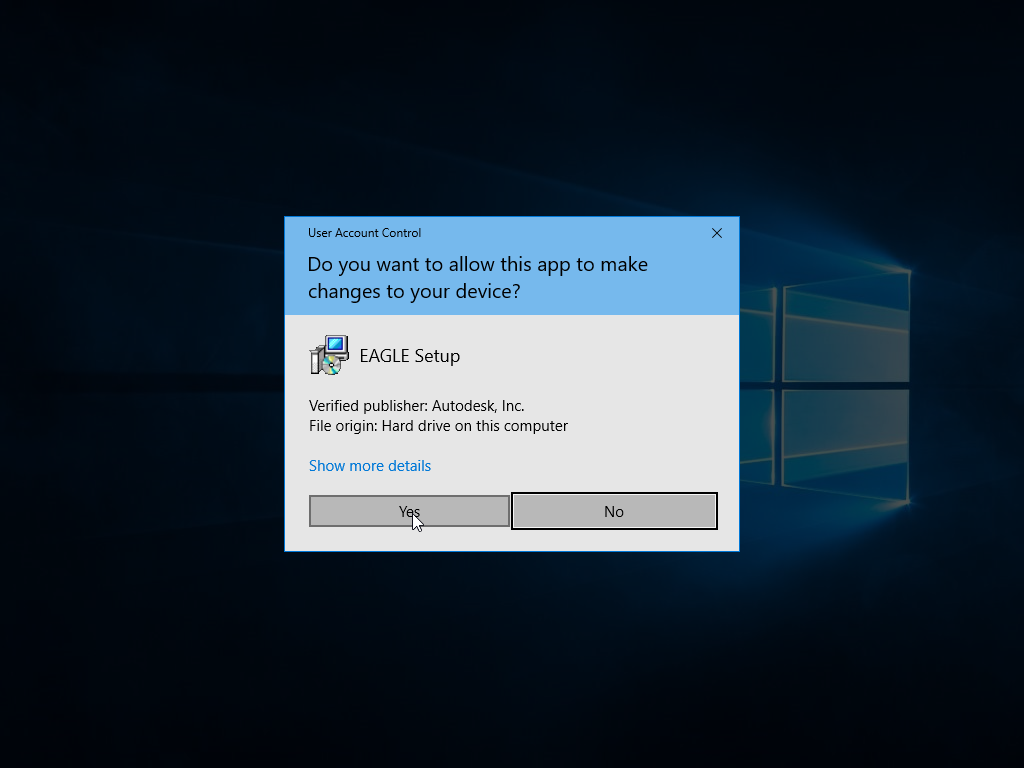 User Account Control
Do you want to allow this app to make
changes to your device?
EAGLE Setup
Verified publisher: Autodesk, Inc.
File origin: Hard drive on this computer
Show more details
Yes
No